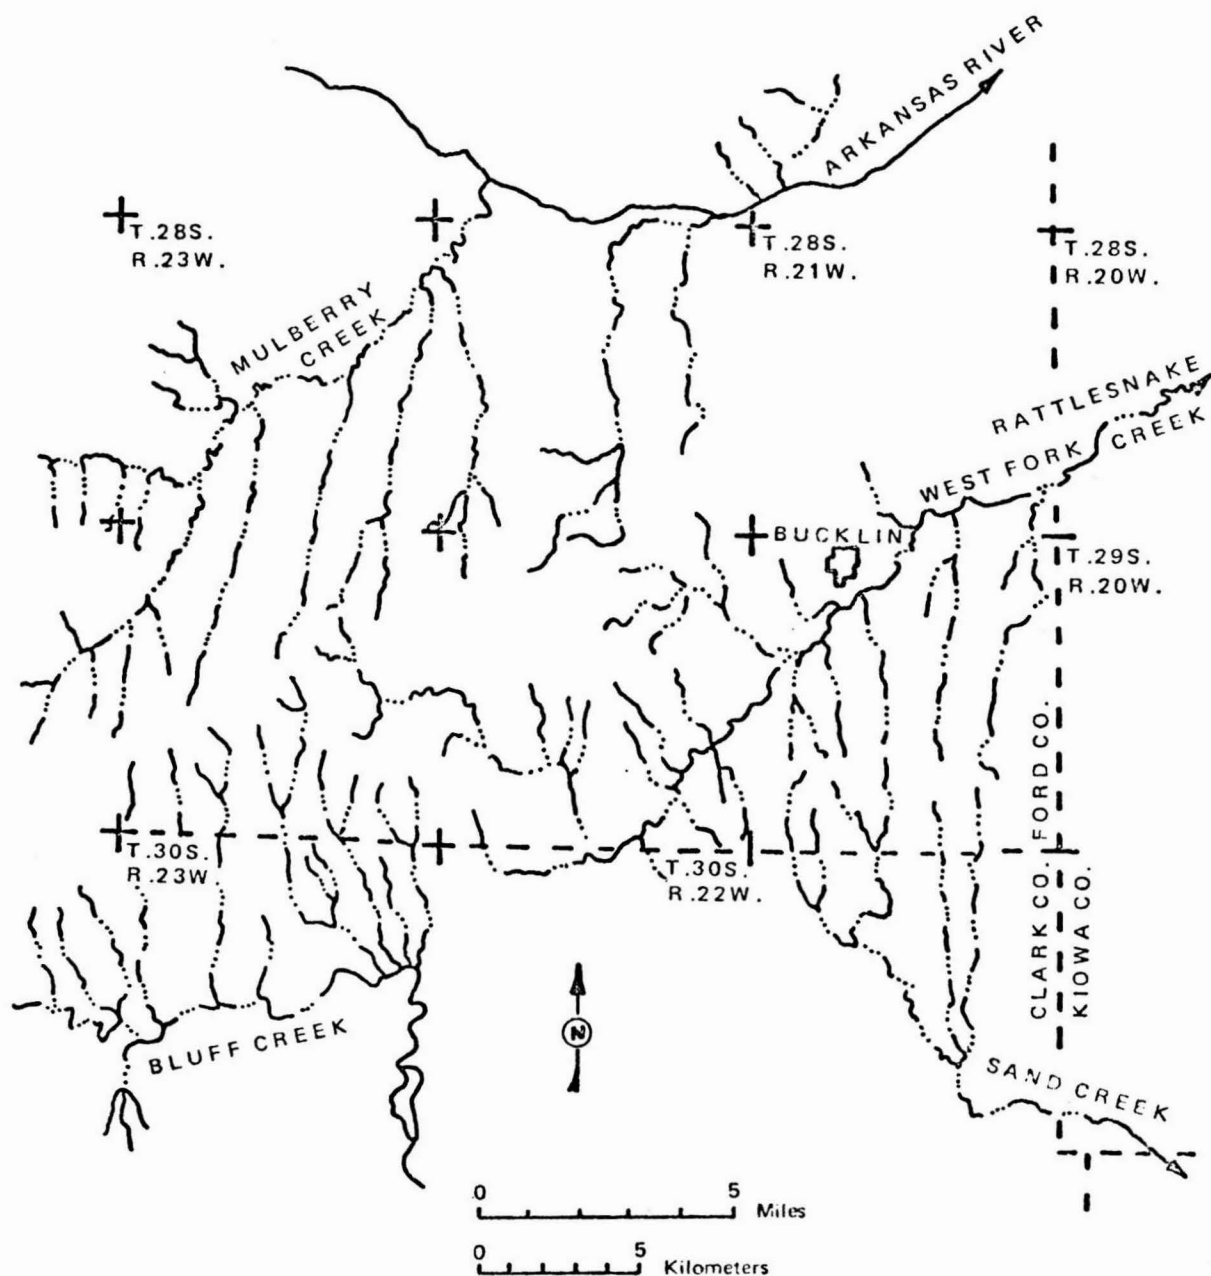 ARKANSAS RIVER
T.28S.
R.23W.
T.28S.
R.21W.
T.28S.
R.20W.
MULBERRY
CREEK
RATTLESNAKE
WEST FORK CREEK
BUCKLIN
T.29S.
R.20W.
FORD CO.
CLARK CO.
KIOWA CO.
T.30S.
R.23W
T.30S.
R.22W.
BLUFF CREEK
N
SAND CREEK
0 5
Miles
0 5
Kilometers